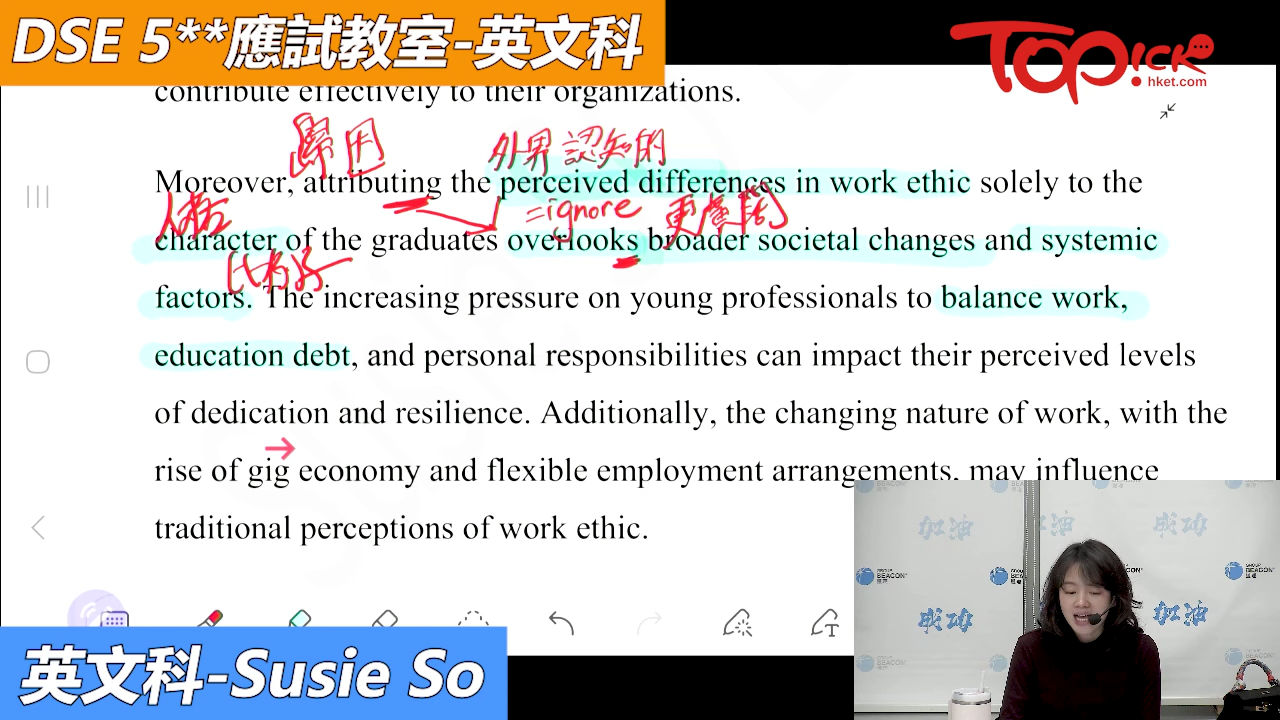 DSE 5**應試教室-英文科
TOPick
hket.com
contribute effectively to their organizations.
歸因
外界認知的
Moreover, attributing the perceived differences in work ethic solely to the
人格
=ignore
更廣闊
character of the graduates overlooks broader societal changes and systemic
factors. The increasing pressure on young professionals to balance work,
education debt, and personal responsibilities can impact their perceived levels
of dedication and resilience. Additionally, the changing nature of work, with the
rise of gig economy and flexible employment arrangements, may influence
traditional perceptions of work ethic.
加油
成功
GROUP
BEACON
成功
加油
英文科-Susie So